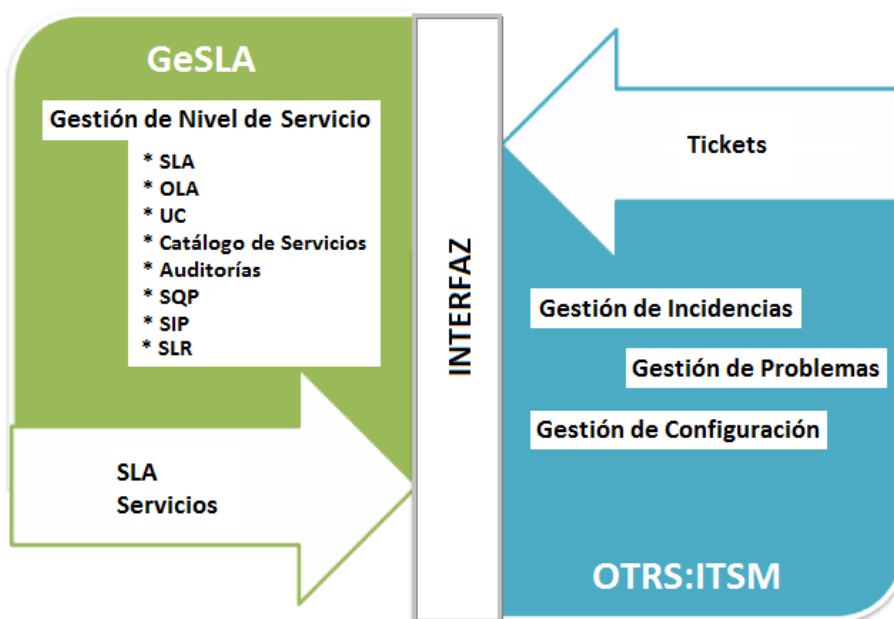 GeSLA
Gestión de Nivel de Servicio
* SLA
* OLA
* UC
* Catálogo de Servicios
* Auditorías
* SQP
* SIP
* SLR
SLA
Servicios
INTERFAZ
Tickets
Gestión de Incidencias
Gestión de Problemas
Gestión de Configuración
OTRS:ITSM